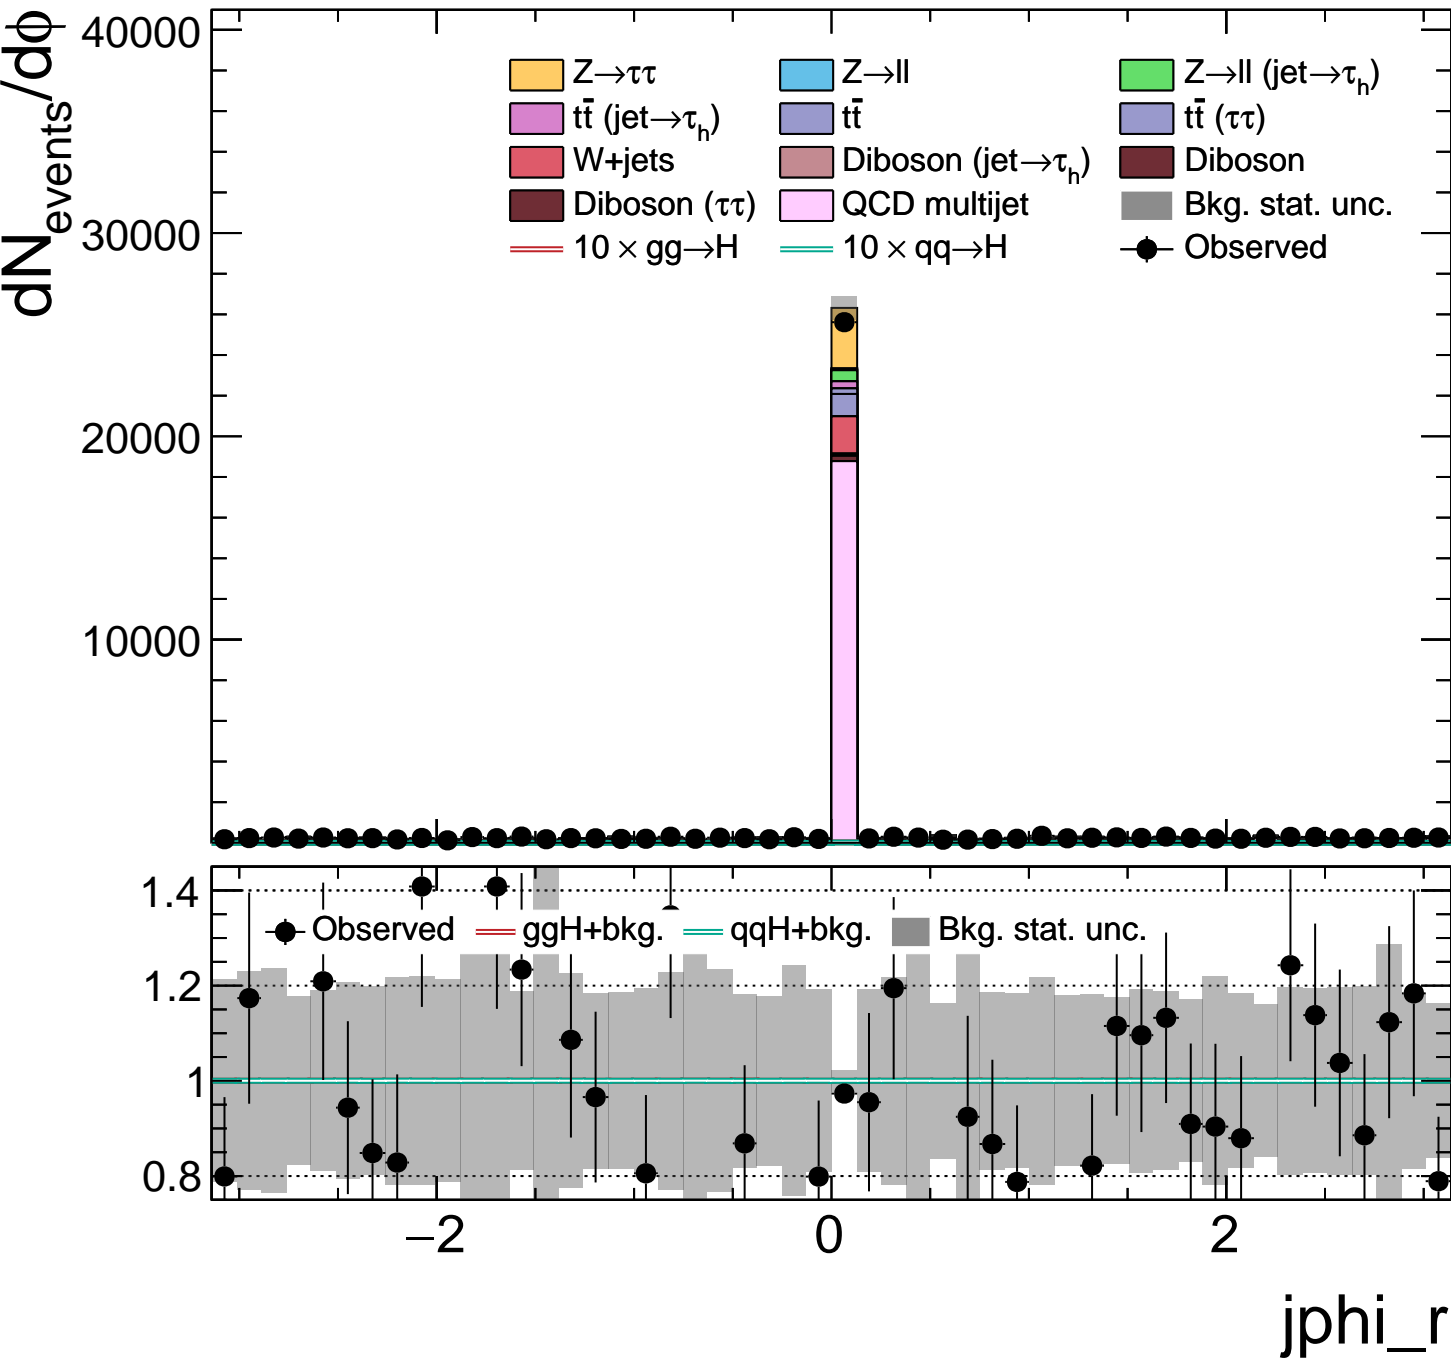 dN_events/dϕ
40000
30000
20000
10000
Z→ττ Z→ll Z→ll (jet→τ_h)
tt̄ (jet→τ_h) tt̄ tt̄ (ττ)
W+jets Diboson (jet→τ_h) Diboson
Diboson (ττ) QCD multijet Bkg. stat. unc.
10 × gg→H 10 × qq→H Observed
1.4
1.2
1
0.8
Observed ggH+bkg. qqH+bkg. Bkg. stat. unc.
−2 0 2
jphi_r